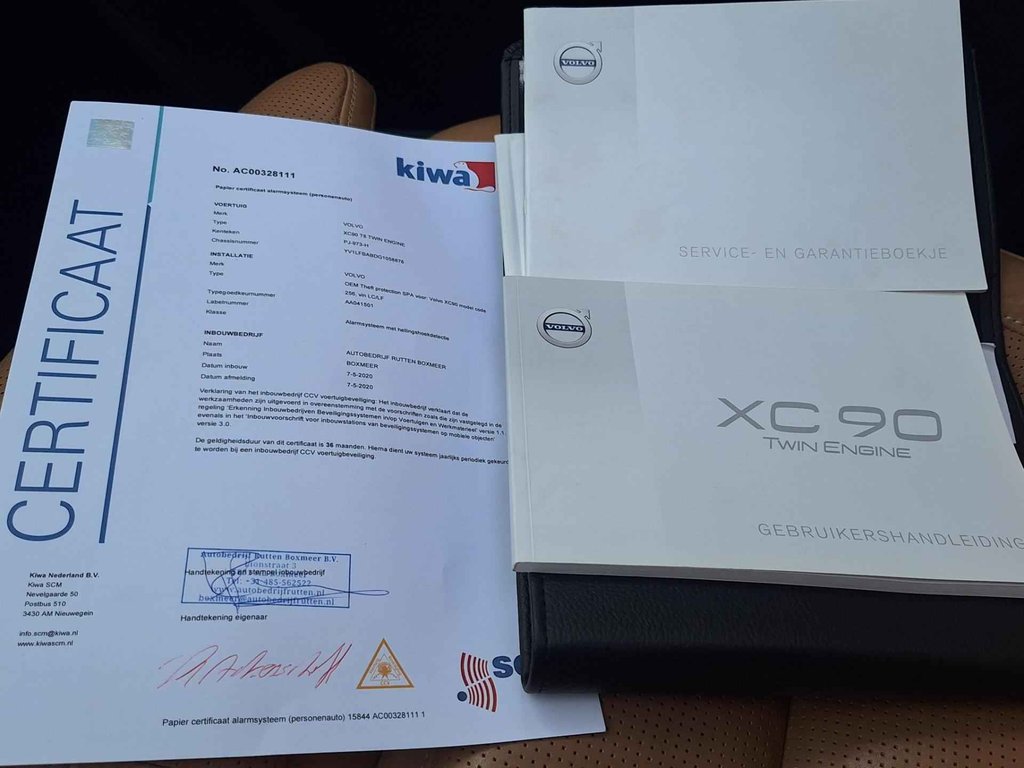 CERTIFICAAT
No. AC00328111
kiwa
Papier certificaat alarmsysteem (personenauto)
VOERTUIG
Merk VOLVO
Type XC90 T8 TWIN ENGINE
Kenteken PJ-973-H
Chassisnummer YV1LFBABDG1058876
INSTALLATIE
Merk VOLVO
Type OEM Theft protection SPA voor: Volvo XC90 model code
256, vin LC/LF
Typegoedkeurnummer AA041501
Labelnummer
Klasse Alarmsysteem met hellingshoekdetectie
INBOUWBEDRIJF
Naam AUTOBEDRIJF RUTTEN BOXMEER
Plaats BOXMEER
Datum inbouw 7-5-2020
Datum afmelding 7-5-2020
Verklaring van het inbouwbedrijf CCV voertuigbeveiliging: Het inbouwbedrijf verklaart dat de
werkzaamheden zijn uitgevoerd in overeenstemming met de voorschriften zoals die zijn vastgelegd in de
regeling 'Erkenning Inbouwbedrijven Beveiligingssystemen in/op Voertuigen en Werkmaterieel' versie 1.1.
evenals in het 'Inbouwvoorschrift voor inbouwstations van beveiligingssystemen op mobiele objecten'
versie 3.0.
De geldigheidsduur van dit certificaat is 36 maanden. Hierna dient uw systeem jaarlijks periodiek gekeurd
te worden bij een inbouwbedrijf CCV voertuigbeveiliging.
Autobedrijf Rutten Boxmeer B.V.
Handtekening en stempel inbouwbedrijf
Tel: +31-485-562522
www.autobedrijfrutten.nl
boxmeer@autobedrijfrutten.nl
Handtekening eigenaar
Kiwa Nederland B.V.
Kiwa SCM
Nevelgaarde 50
Postbus 510
3430 AM Nieuwegein
info.scm@kiwa.nl
www.kiwascm.nl
CCV
Papier certificaat alarmsysteem (personenauto) 15844 AC00328111 1
VOLVO
SERVICE- EN GARANTIEBOEKJE
VOLVO
XC90
TWIN ENGINE
GEBRUIKERSHANDLEIDING